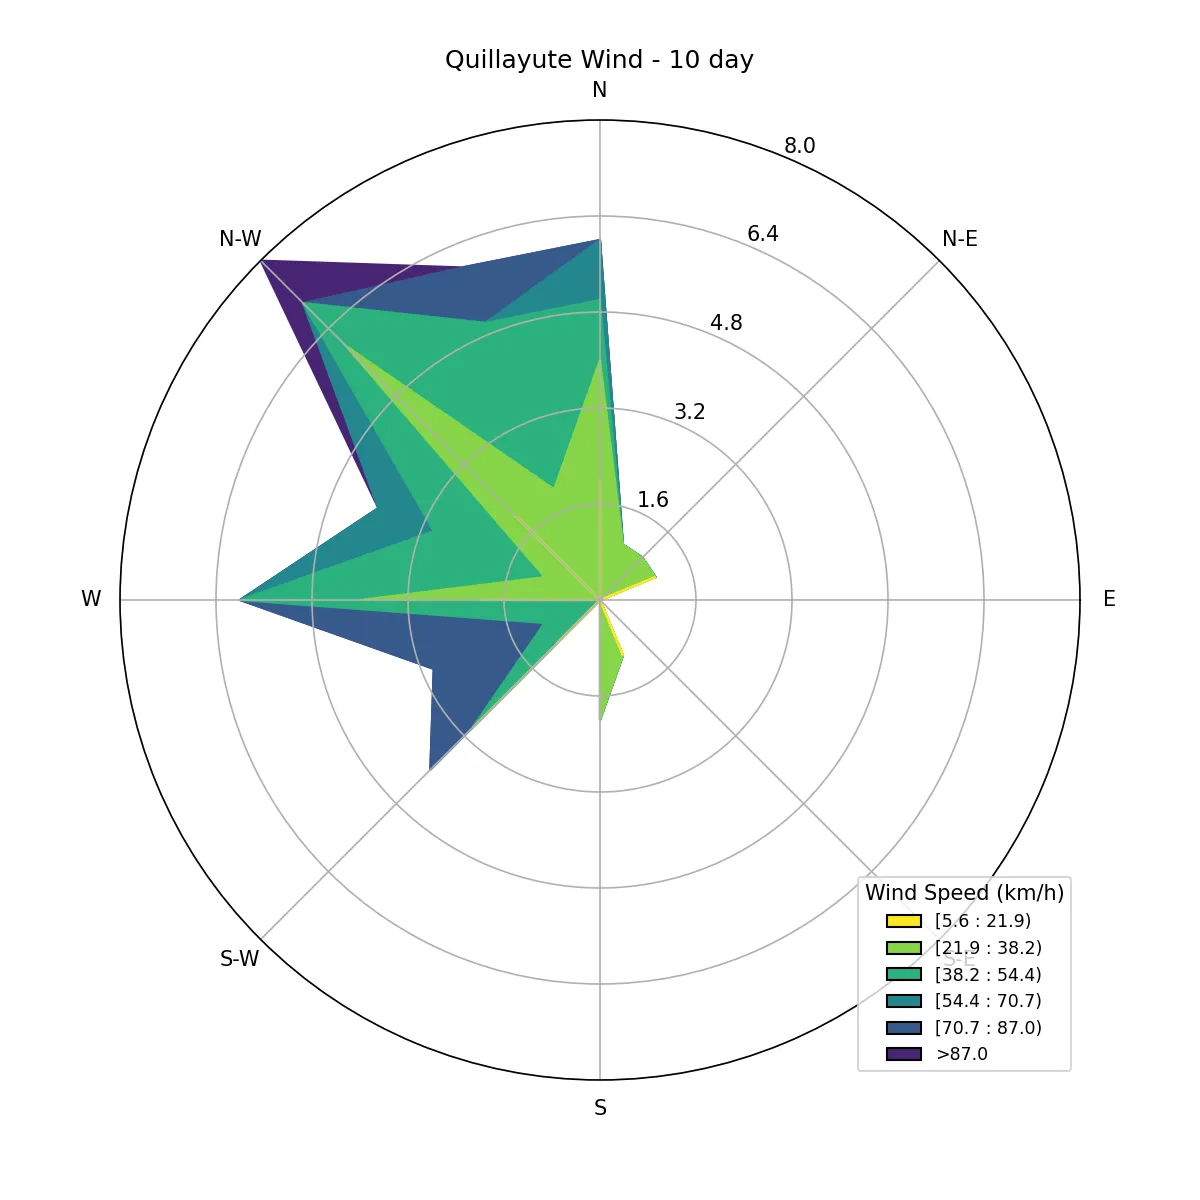 Quillayute Wind - 10 day
N
8.0
N-W
6.4
N-E
4.8
3.2
1.6
W
E
S-W
S-E
S
Wind Speed (km/h)
[5.6 : 21.9)
[21.9 : 38.2)
[38.2 : 54.4)
[54.4 : 70.7)
[70.7 : 87.0)
>87.0